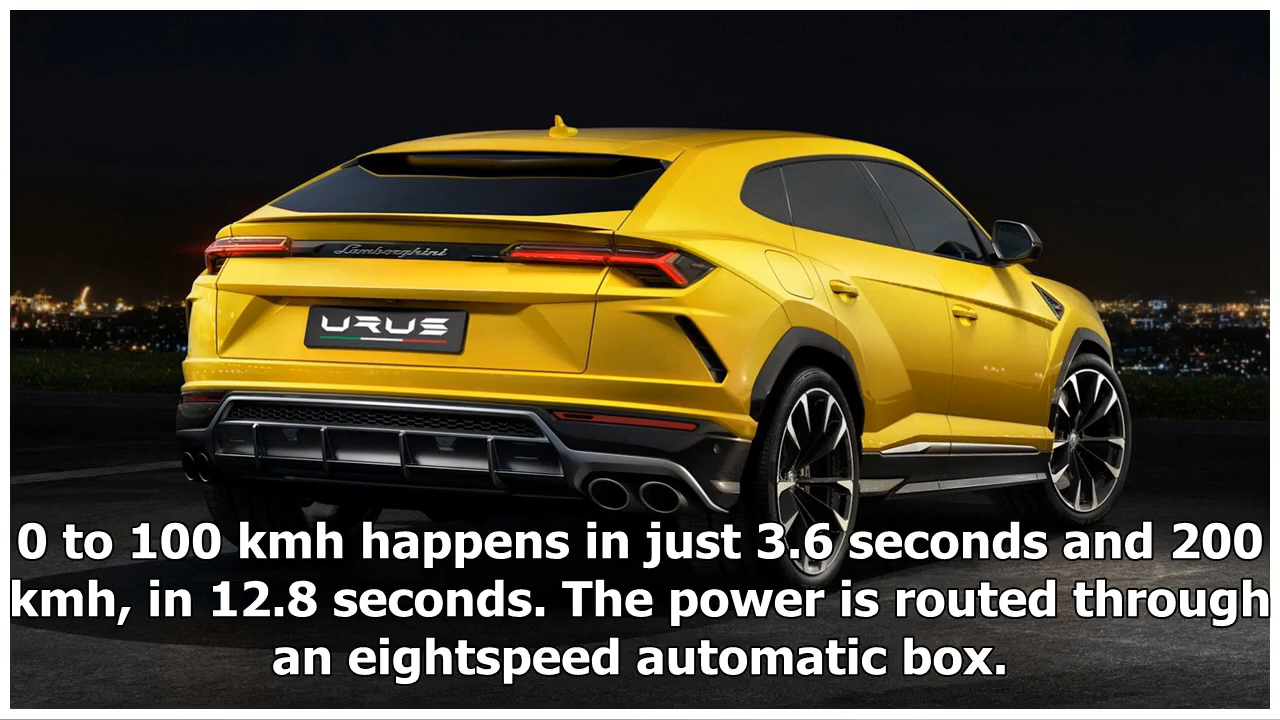 Lamborghini
URUS
0 to 100 kmh happens in just 3.6 seconds and 200
kmh, in 12.8 seconds. The power is routed through
an eightspeed automatic box.